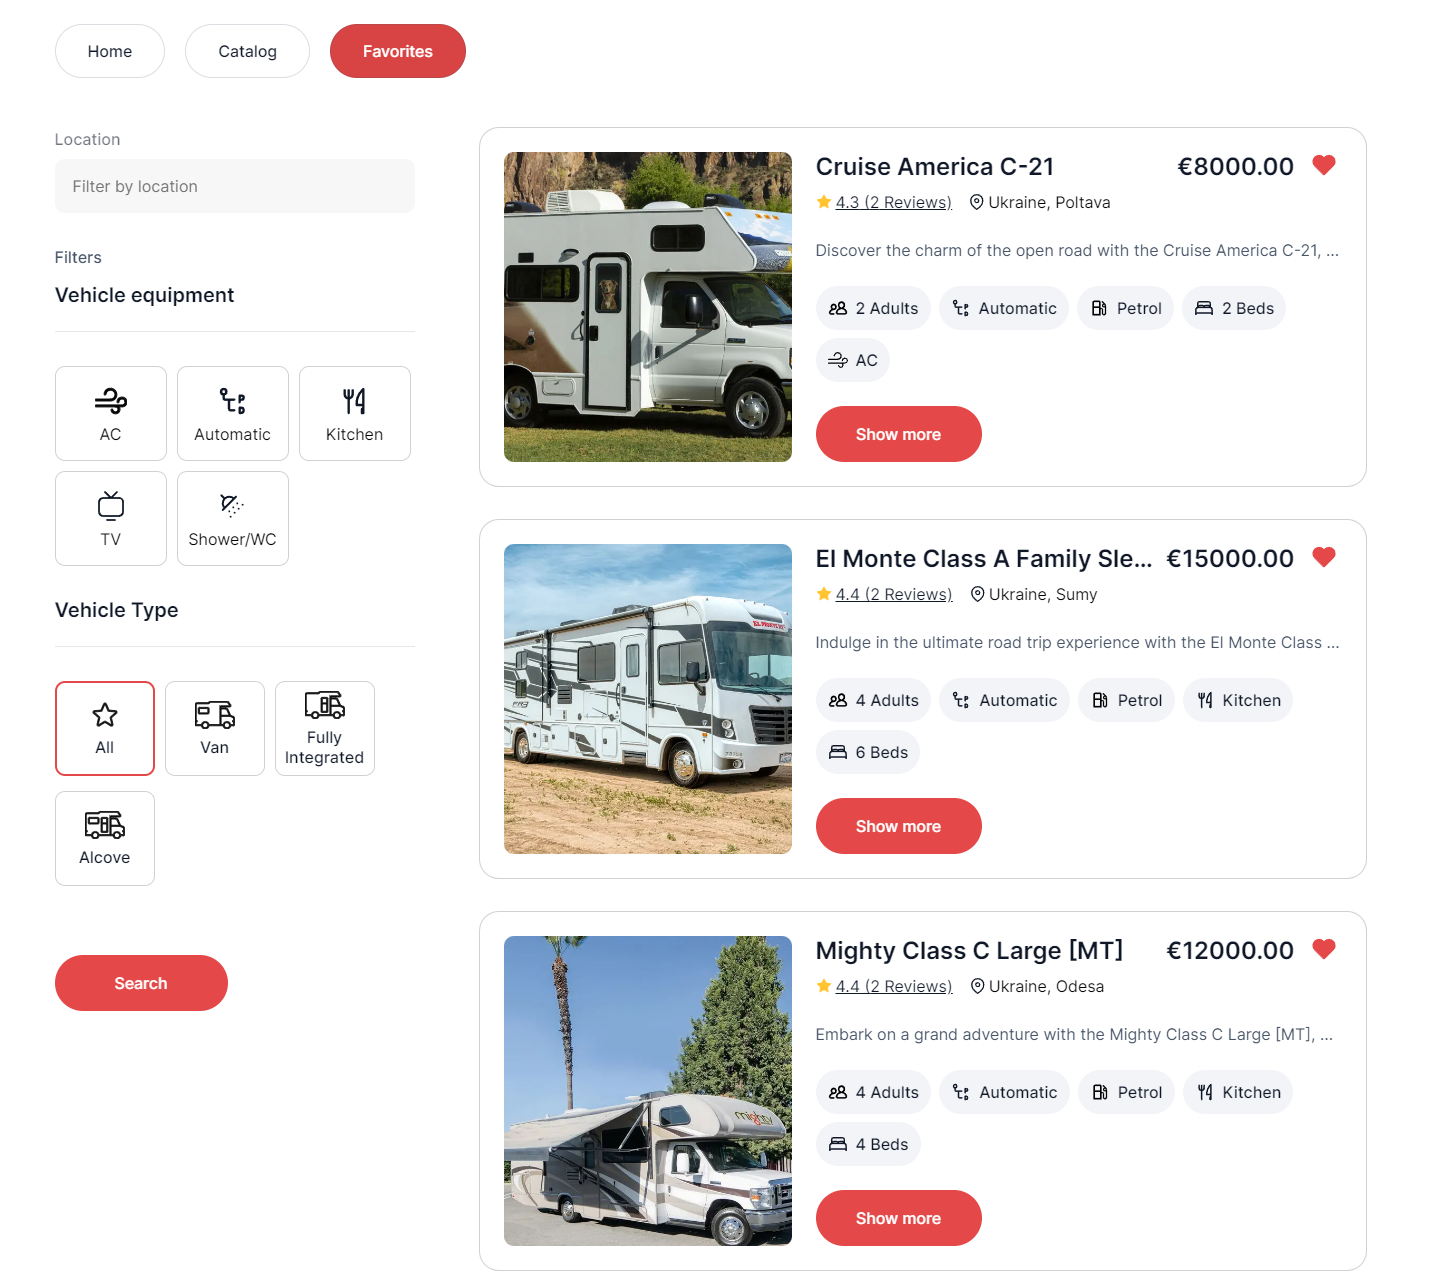 Home Catalog Favorites
Location
Filter by location
Filters
Vehicle equipment
AC Automatic Kitchen
TV Shower/WC
Vehicle Type
All Van Fully
Integrated
Alcove
Search
Cruise America C-21 €8000.00
4.3 (2 Reviews) Ukraine, Poltava
Discover the charm of the open road with the Cruise America C-21, ...
2 Adults Automatic Petrol 2 Beds
AC
Show more
EL MONTE RV
FR3
El Monte Class A Family Sle... €15000.00
4.4 (2 Reviews) Ukraine, Sumy
Indulge in the ultimate road trip experience with the El Monte Class ...
4 Adults Automatic Petrol Kitchen
6 Beds
Show more
mighty
Mighty Class C Large [MT] €12000.00
4.4 (2 Reviews) Ukraine, Odesa
Embark on a grand adventure with the Mighty Class C Large [MT], ...
4 Adults Automatic Petrol Kitchen
4 Beds
Show more